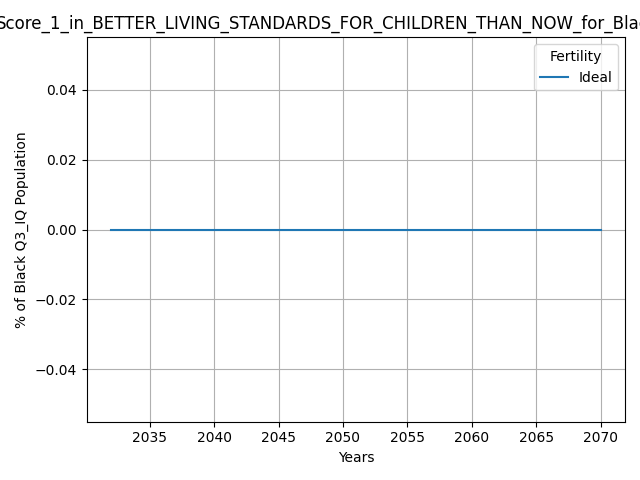 Score_1_in_BETTER_LIVING_STANDARDS_FOR_CHILDREN_THAN_NOW_for_Bla
Fertility
Ideal
0.04
0.02
0.00
−0.02
−0.04
% of Black Q3_IQ Population
2035 2040 2045 2050 2055 2060 2065 2070
Years